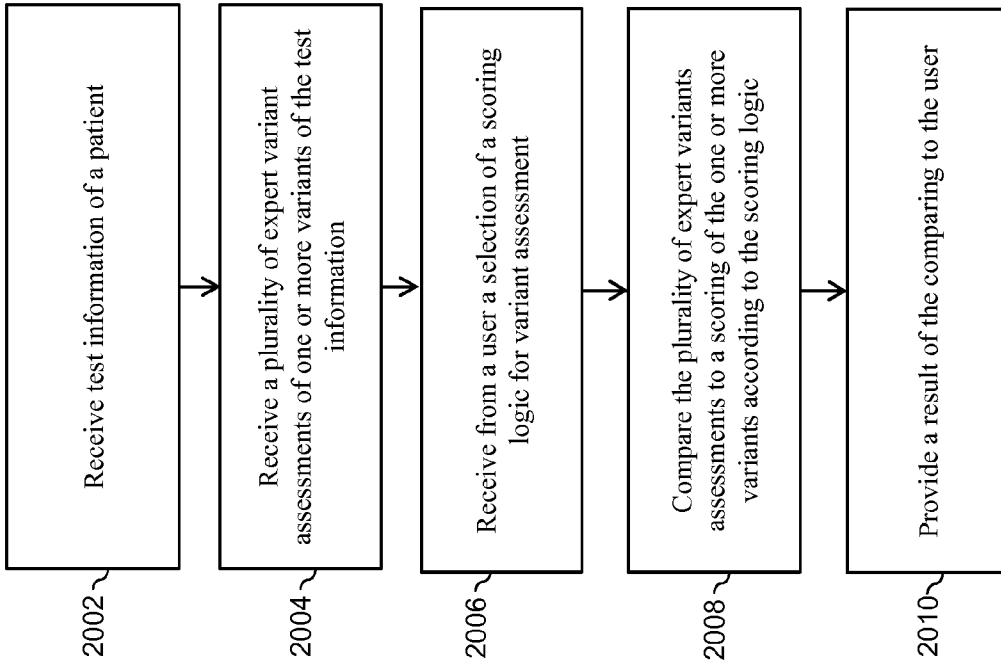 2002
Receive test information of a patient
2004
Receive a plurality of expert variant
assessments of one or more variants of the test
information
2006
Receive from a user a selection of a scoring
logic for variant assessment
2008
Compare the plurality of expert variants
assessments to a scoring of the one or more
variants according to the scoring logic
2010
Provide a result of the comparing to the user